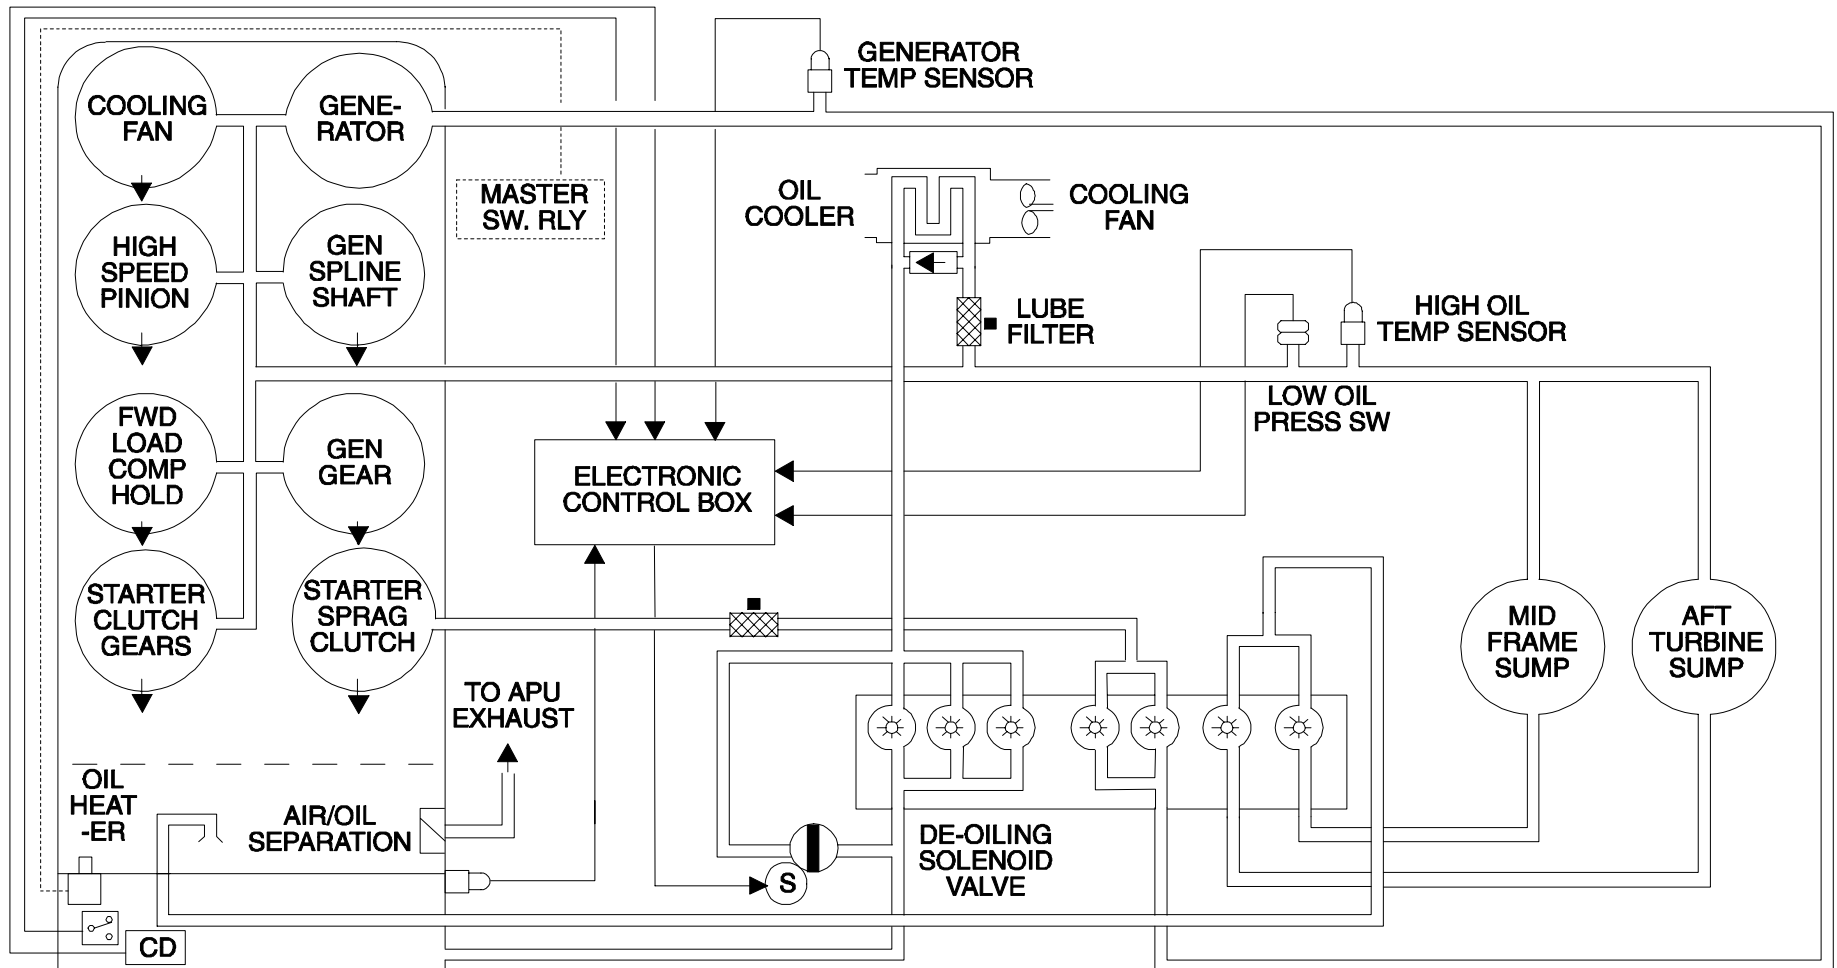 GENERATOR
TEMP SENSOR
COOLING
FAN
GENE-
RATOR
MASTER
SW. RLY
OIL
COOLER
COOLING
FAN
HIGH
SPEED
PINION
GEN
SPLINE
SHAFT
LUBE
FILTER
HIGH OIL
TEMP SENSOR
LOW OIL
PRESS SW
FWD
LOAD
COMP
HOLD
GEN
GEAR
ELECTRONIC
CONTROL BOX
STARTER
CLUTCH
GEARS
STARTER
SPRAG
CLUTCH
MID
FRAME
SUMP
AFT
TURBINE
SUMP
TO APU
EXHAUST
OIL
HEAT
-ER
AIR/OIL
SEPARATION
DE-OILING
SOLENOID
VALVE
S
CD